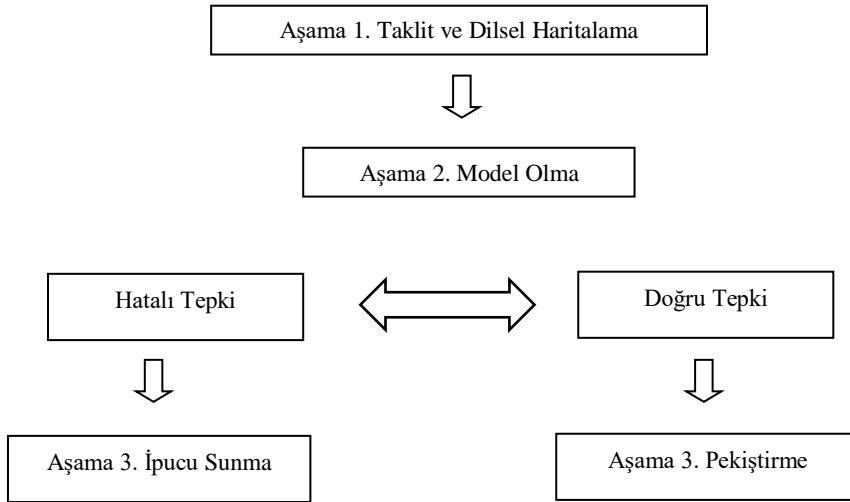 Aşama 1. Taklit ve Dilsel Haritalama
Aşama 2. Model Olma
Hatalı Tepki
Doğru Tepki
Aşama 3. İpucu Sunma
Aşama 3. Pekiştirme